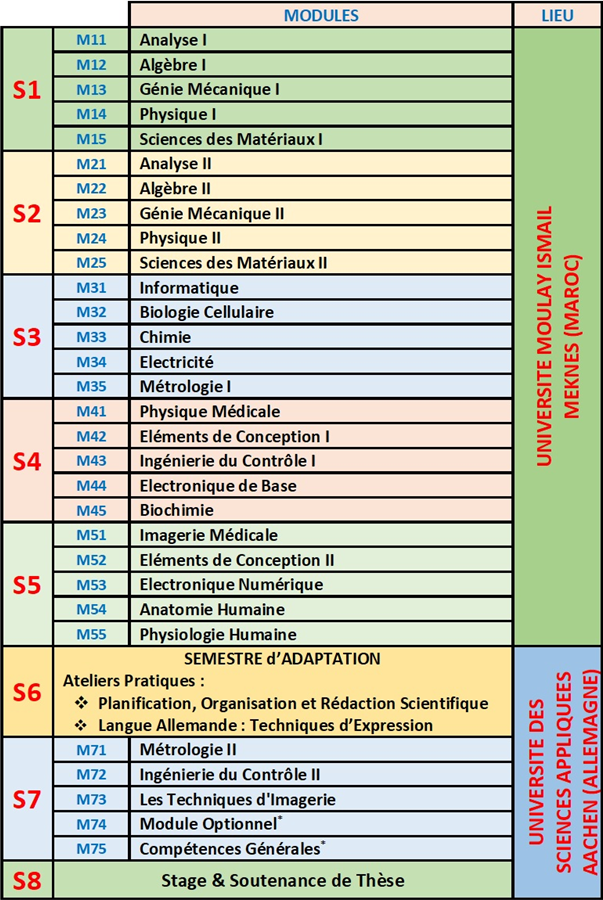 MODULES
LIEU
S1
M11 Analyse I
M12 Algèbre I
M13 Génie Mécanique I
M14 Physique I
M15 Sciences des Matériaux I
S2
M21 Analyse II
M22 Algèbre II
M23 Génie Mécanique II
M24 Physique II
M25 Sciences des Matériaux II
S3
M31 Informatique
M32 Biologie Cellulaire
M33 Chimie
M34 Electricité
M35 Métrologie I
S4
M41 Physique Médicale
M42 Eléments de Conception I
M43 Ingénierie du Contrôle I
M44 Electronique de Base
M45 Biochimie
S5
M51 Imagerie Médicale
M52 Eléments de Conception II
M53 Electronique Numérique
M54 Anatomie Humaine
M55 Physiologie Humaine
UNIVERSITE MOULAY ISMAIL
MEKNES (MAROC)
S6
SEMESTRE d’ADAPTATION
Ateliers Pratiques :
❖ Planification, Organisation et Rédaction Scientifique
❖ Langue Allemande : Techniques d’Expression
S7
M71 Métrologie II
M72 Ingénierie du Contrôle II
M73 Les Techniques d'Imagerie
M74 Module Optionnel*
M75 Compétences Générales*
S8
Stage & Soutenance de Thèse
UNIVERSITE DES
SCIENCES APPLIQUEES
AACHEN (ALLEMAGNE)